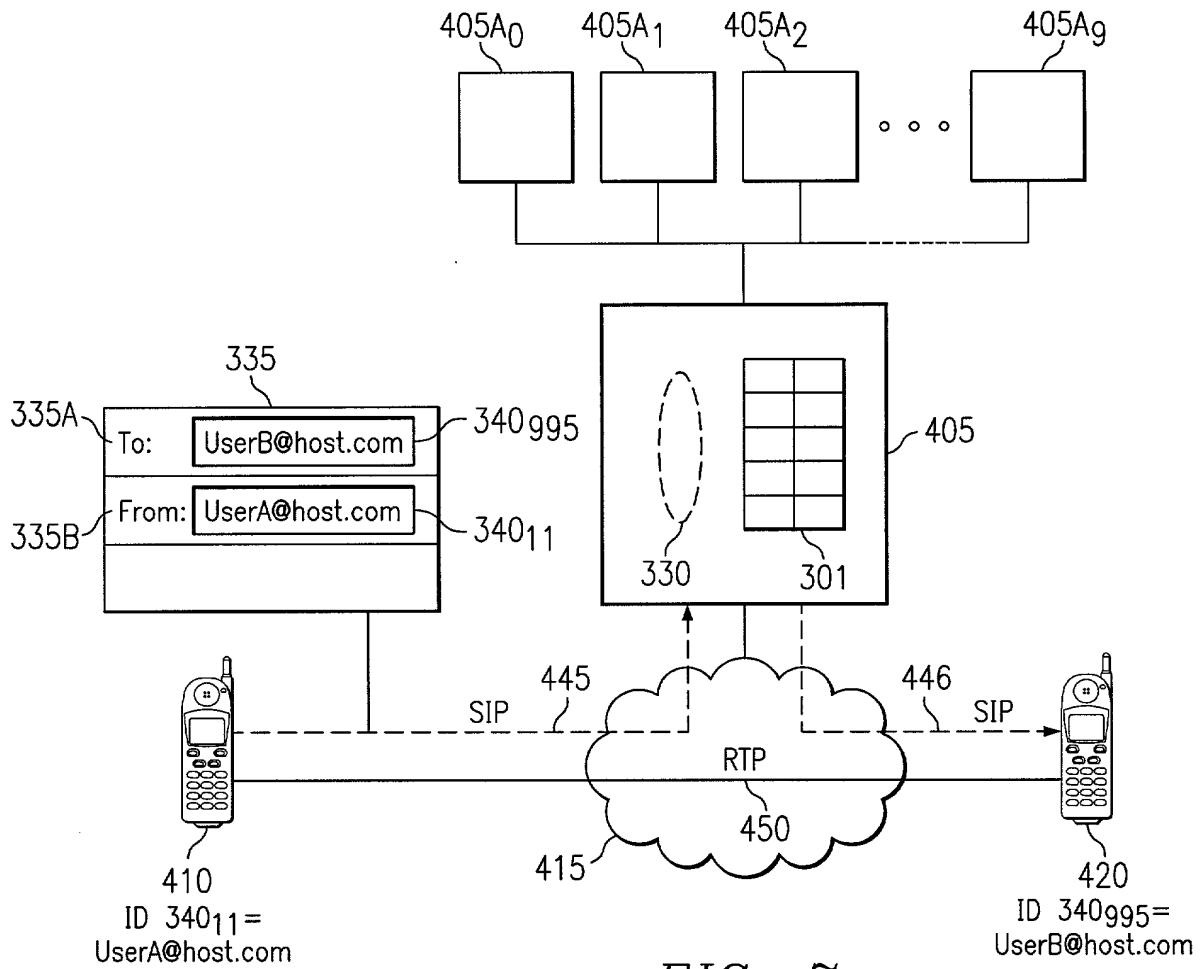 405A0 405A1 405A2 405A9
335
335A To: UserB@host.com 340995
405
From: UserA@host.com 34011
335B
330 301
445 446
SIP SIP
RTP
450
415
410 420
ID 34011= ID 340995=
UserA@host.com UserB@host.com